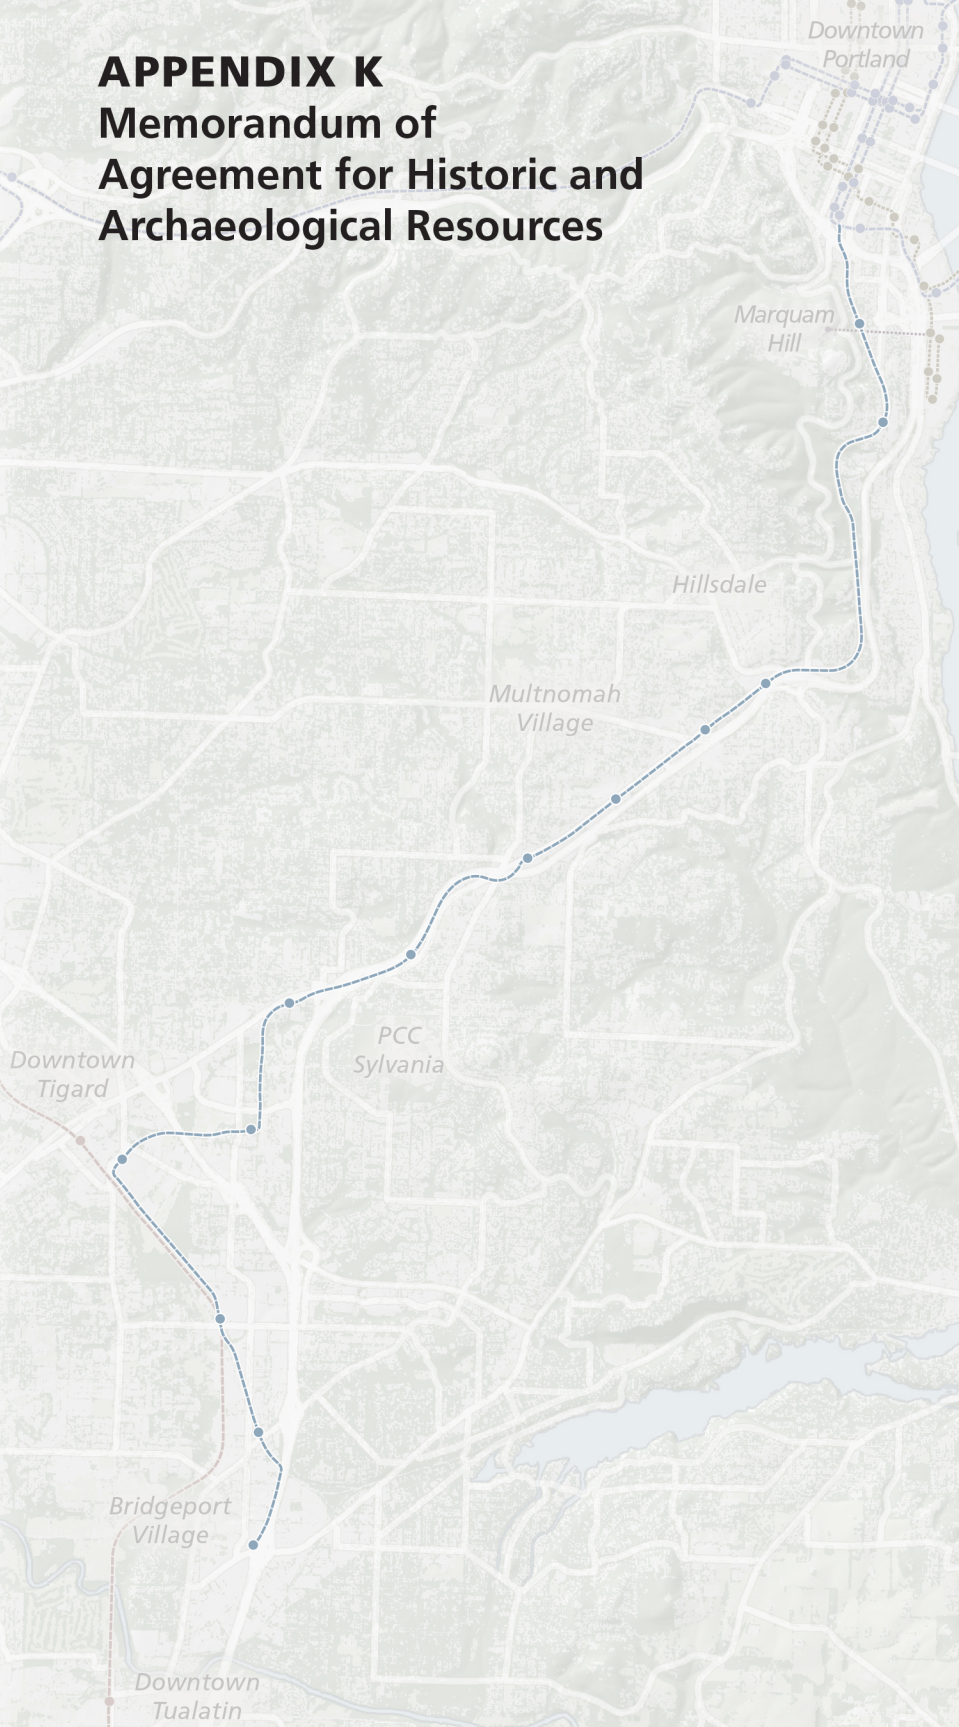 Downtown
Portland
APPENDIX K
Memorandum of
Agreement for Historic and
Archaeological Resources
Marquam
Hill
Hillsdale
Multnomah
Village
PCC
Sylvania
Downtown
Tigard
Bridgeport
Village
Downtown
Tualatin